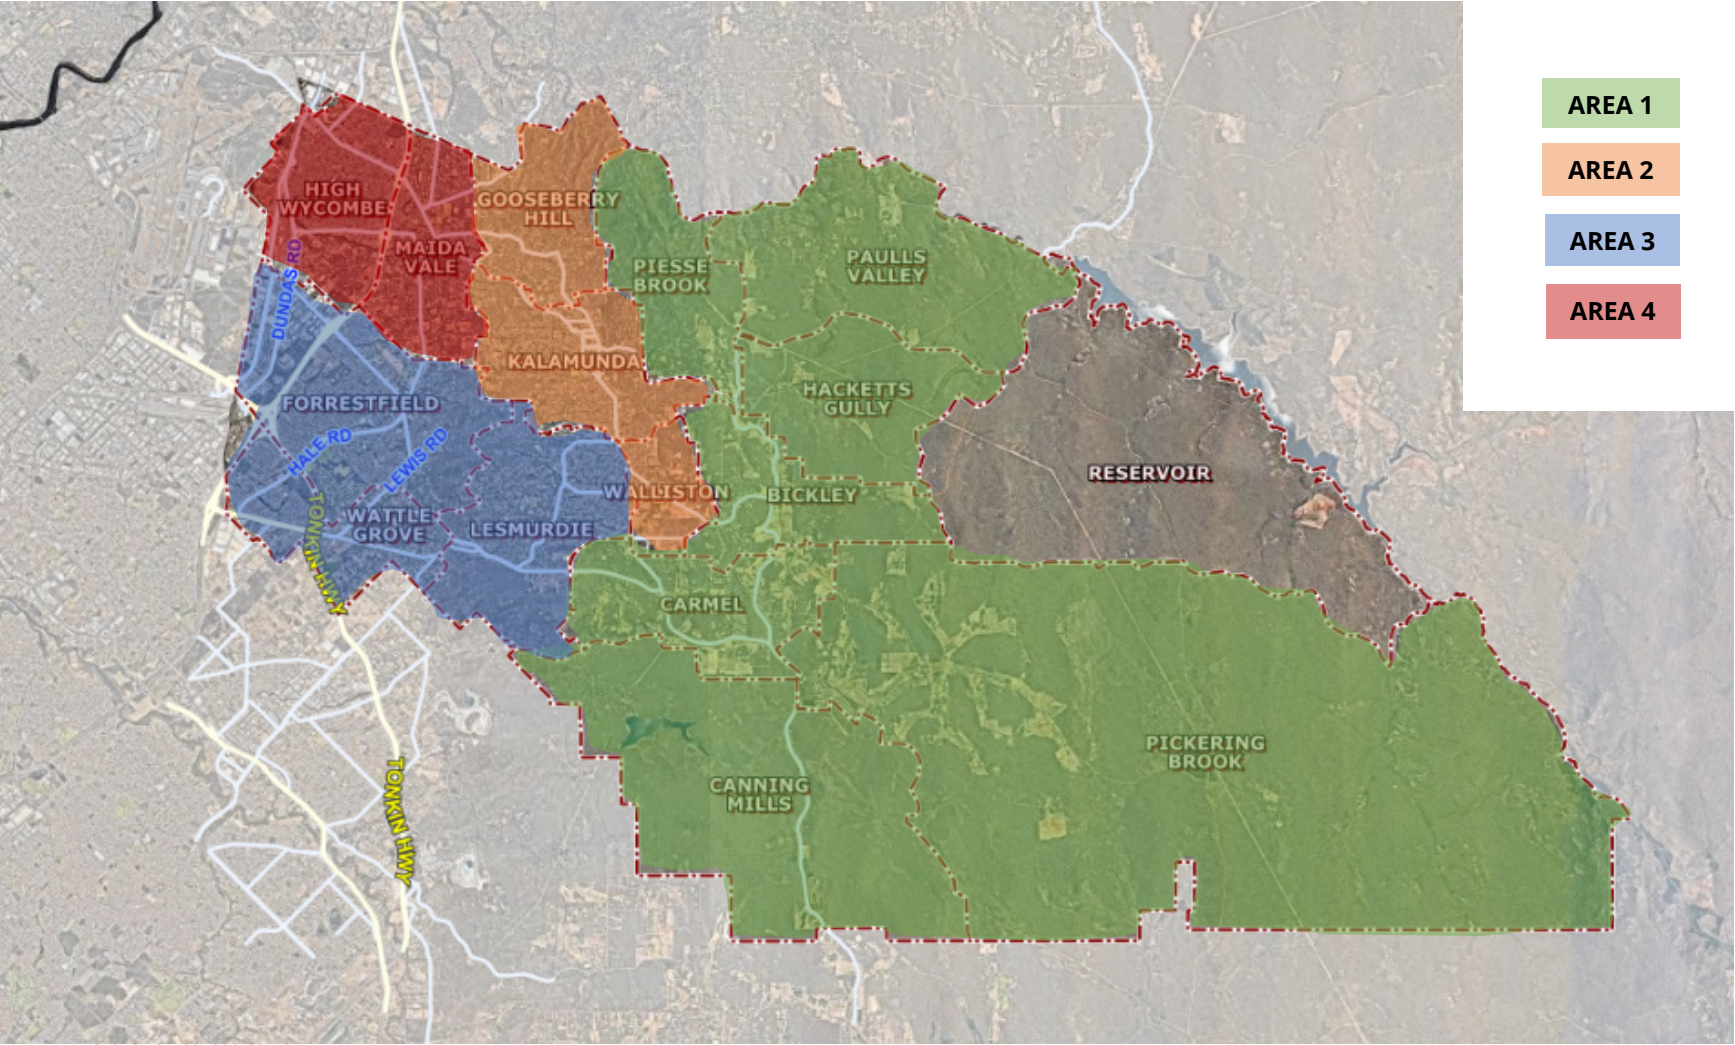 AREA 1
AREA 2
AREA 3
AREA 4
HIGH
WYCOMBE
GOOSEBERRY
HILL
MAIDA
VALE
PIESSE
BROOK
PAULLS
VALLEY
DUNDAS RD
KALAMUNDA
HACKETTS
GULLY
FORRESTFIELD
HALE RD
LEWIS RD
RESERVOIR
WALLISTON
BICKLEY
WATTLE
GROVE
LESMURDIE
TONKIN HWY
CARMEL
PICKERING
BROOK
CANNING
MILLS
TONKIN HWY